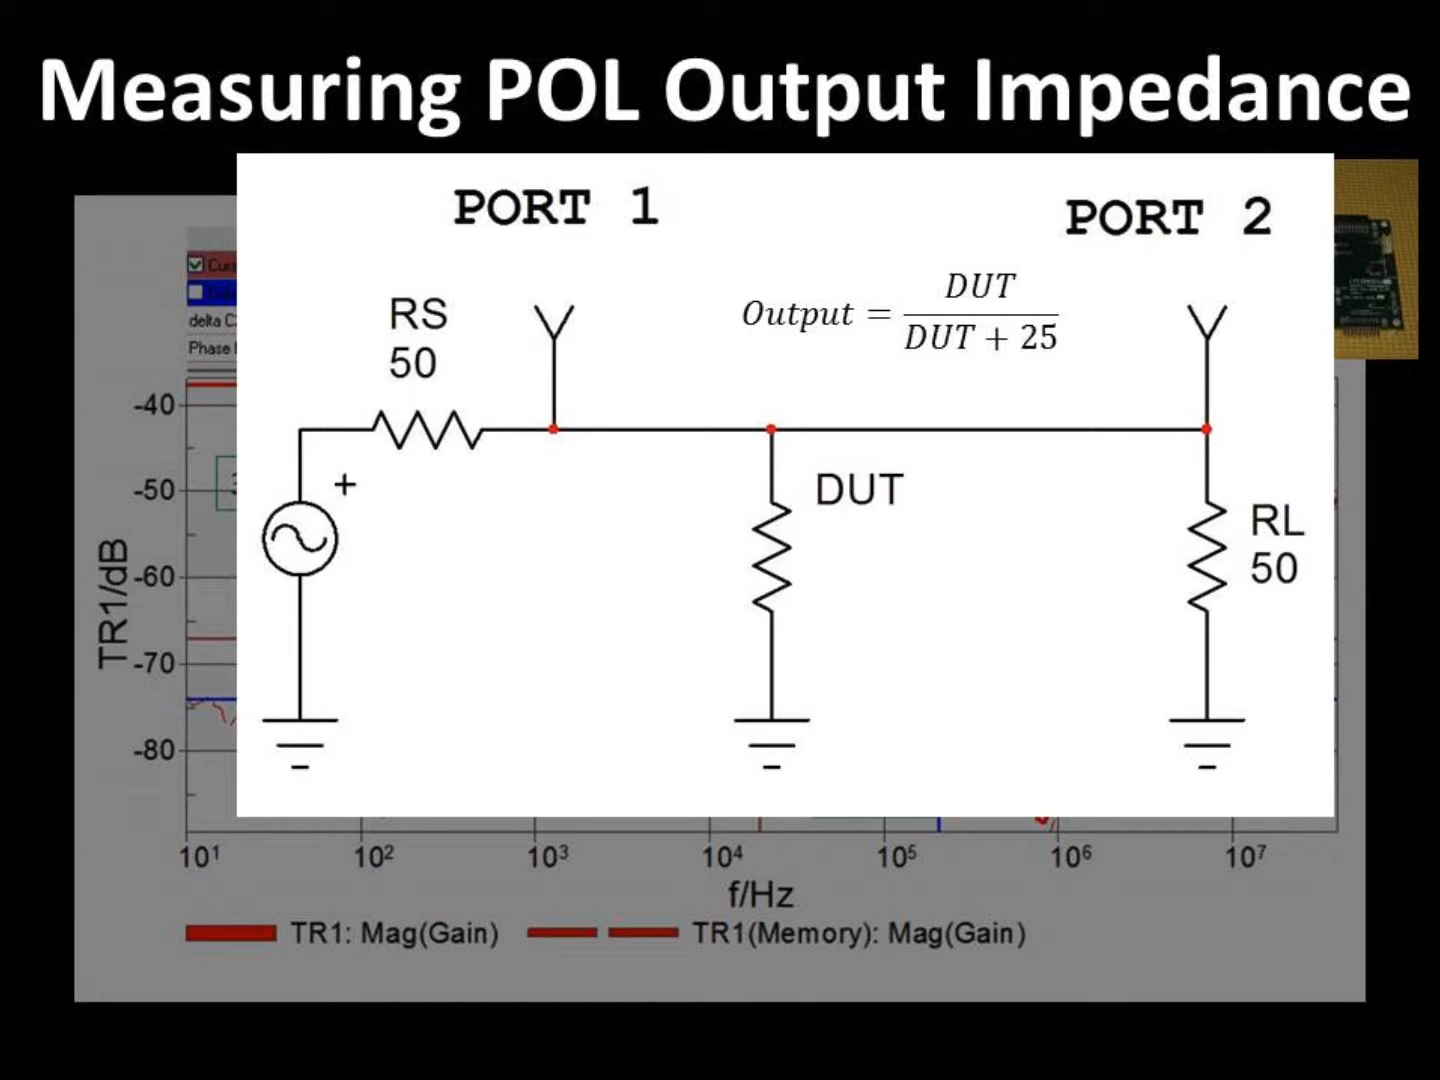 Measuring POL Output Impedance
PORT 1
PORT 2
RS
50
Output = DUT / DUT + 25
+
DUT
RL
50
delta C
Phase
TR1/dB
-40
-50
-60
-70
-80
10¹ 10² 10³ 10⁴ 10⁵ 10⁶ 10⁷
f/Hz
TR1: Mag(Gain) TR1(Memory): Mag(Gain)